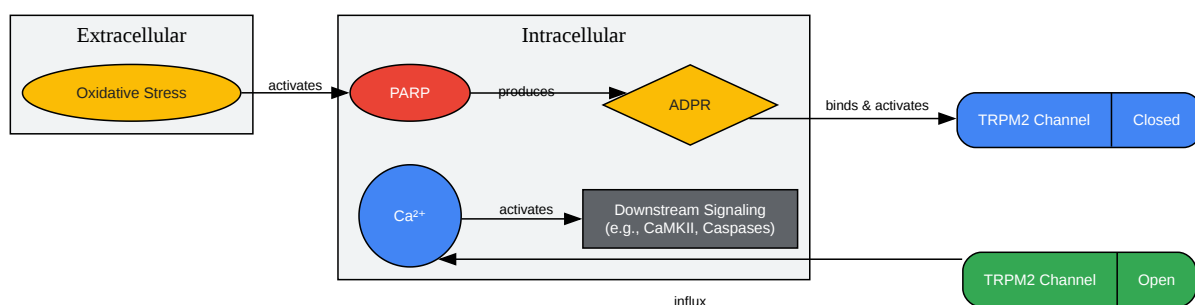 Extracellular
Oxidative Stress
activates
Intracellular
PARP
produces
ADPR
binds & activates
TRPM2 Channel
Closed
Ca²⁺
activates
Downstream Signaling
(e.g., CaMKII, Caspases)
TRPM2 Channel
Open
influx